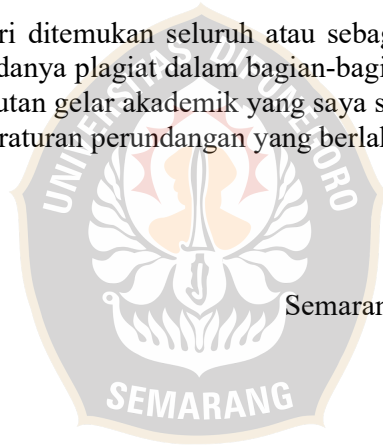 ri ditemukan seluruh atau sebag
danya plagiat dalam bagian-bagi
utan gelar akademik yang saya s
raturan perundangan yang berlal
UNIVERSITAS DIPONEGORO
Semaran
SEMARANG